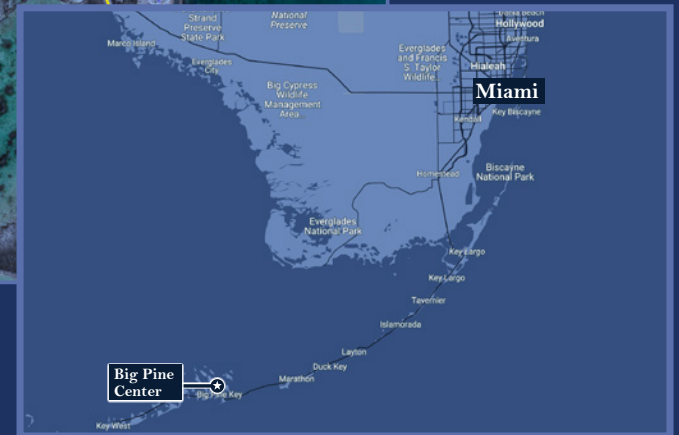 Strand
Preserve
State Park
National
Preserve
Dania Beach
Hollywood
Aventura
Marco Island
Everglades
City
Everglades
and Francis
S. Taylor
Wildlife...
Hialeah
Big Cypress
Wildlife
Management
Area...
Miami
Key Biscayne
Kendall
Homestead
Biscayne
National Park
Everglades
National Park
Key Largo
Key Largo
Tavernier
Islamorada
Layton
Duck Key
Marathon
Big Pine
Center
Big Pine Key
Key West